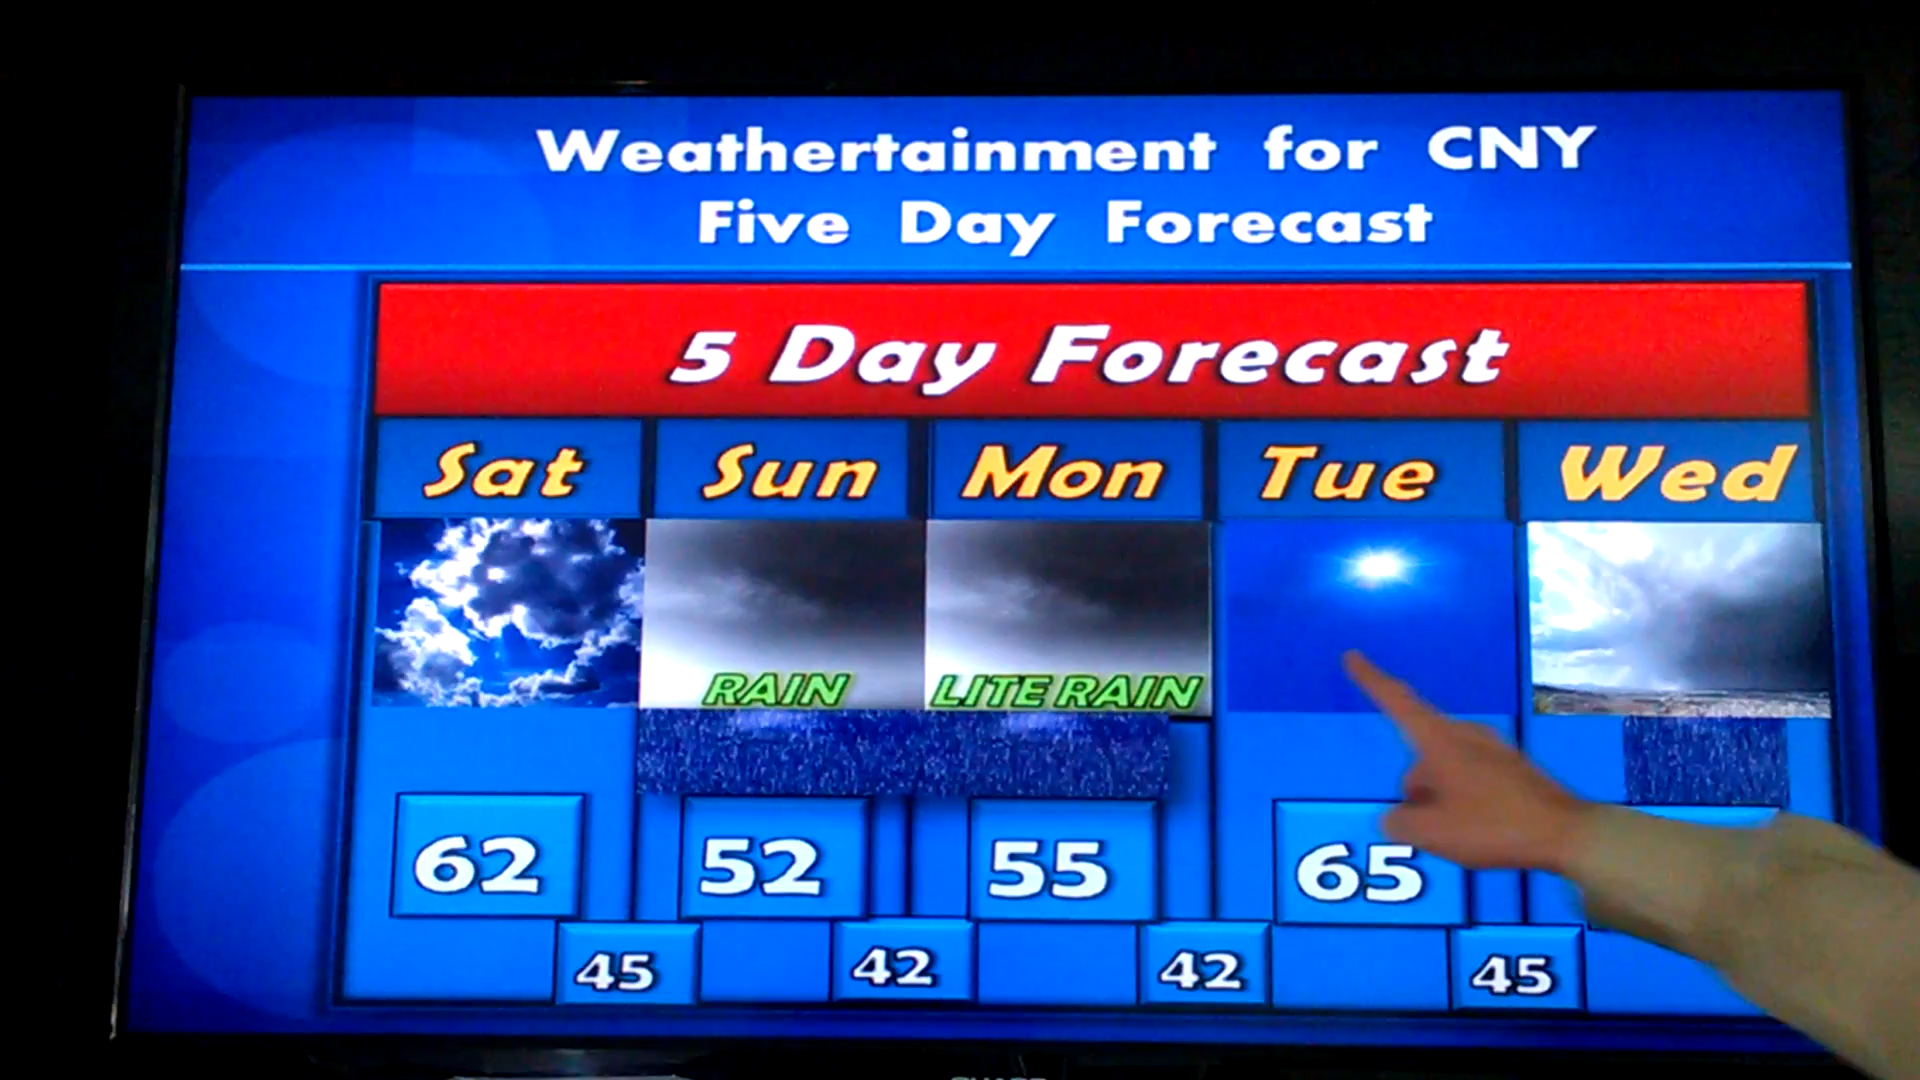 Weathertainment for CNY
Five Day Forecast
5 Day Forecast
Sat Sun Mon Tue Wed
RAIN LITE RAIN
62 52 55 65
45 42 42 45